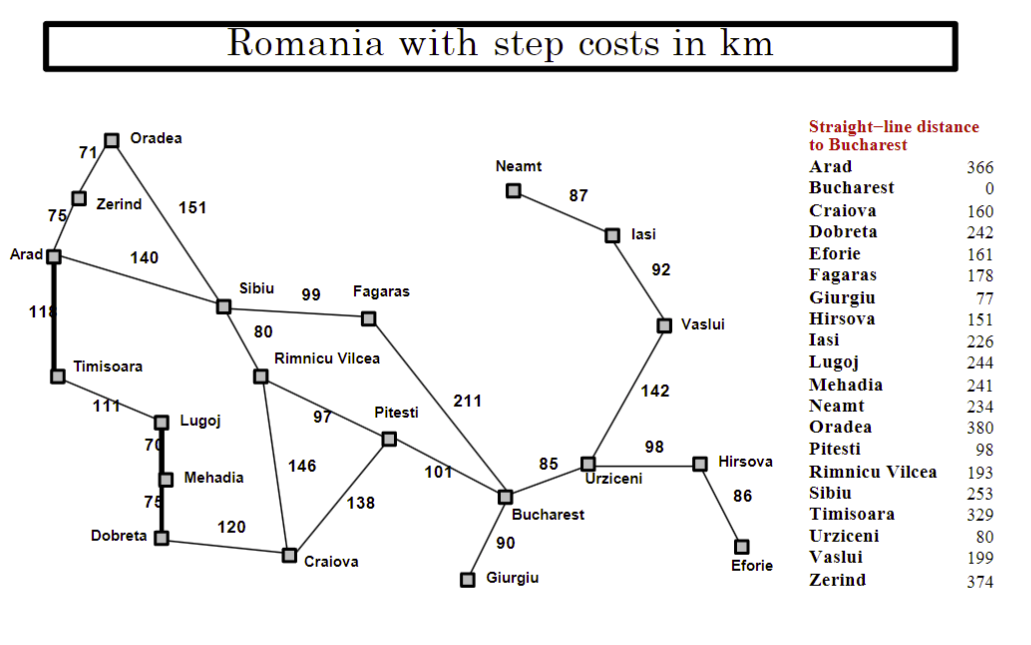 Romania with step costs in km
Oradea
71
Zerind
75
151
Arad
140
118
Sibiu
99
Fagaras
80
Rimnicu Vilcea
Timisoara
111
Lugoj
70
Mehadia
75
Dobreta
120
Craiova
146
97
Pitesti
138
101
211
Bucharest
90
Giurgiu
85
Urziceni
98
Hirsova
86
Eforie
142
Vaslui
92
Iasi
87
Neamt
Straight−line distance
to Bucharest
Arad 366
Bucharest 0
Craiova 160
Dobreta 242
Eforie 161
Fagaras 178
Giurgiu 77
Hirsova 151
Iasi 226
Lugoj 244
Mehadia 241
Neamt 234
Oradea 380
Pitesti 98
Rimnicu Vilcea 193
Sibiu 253
Timisoara 329
Urziceni 80
Vaslui 199
Zerind 374